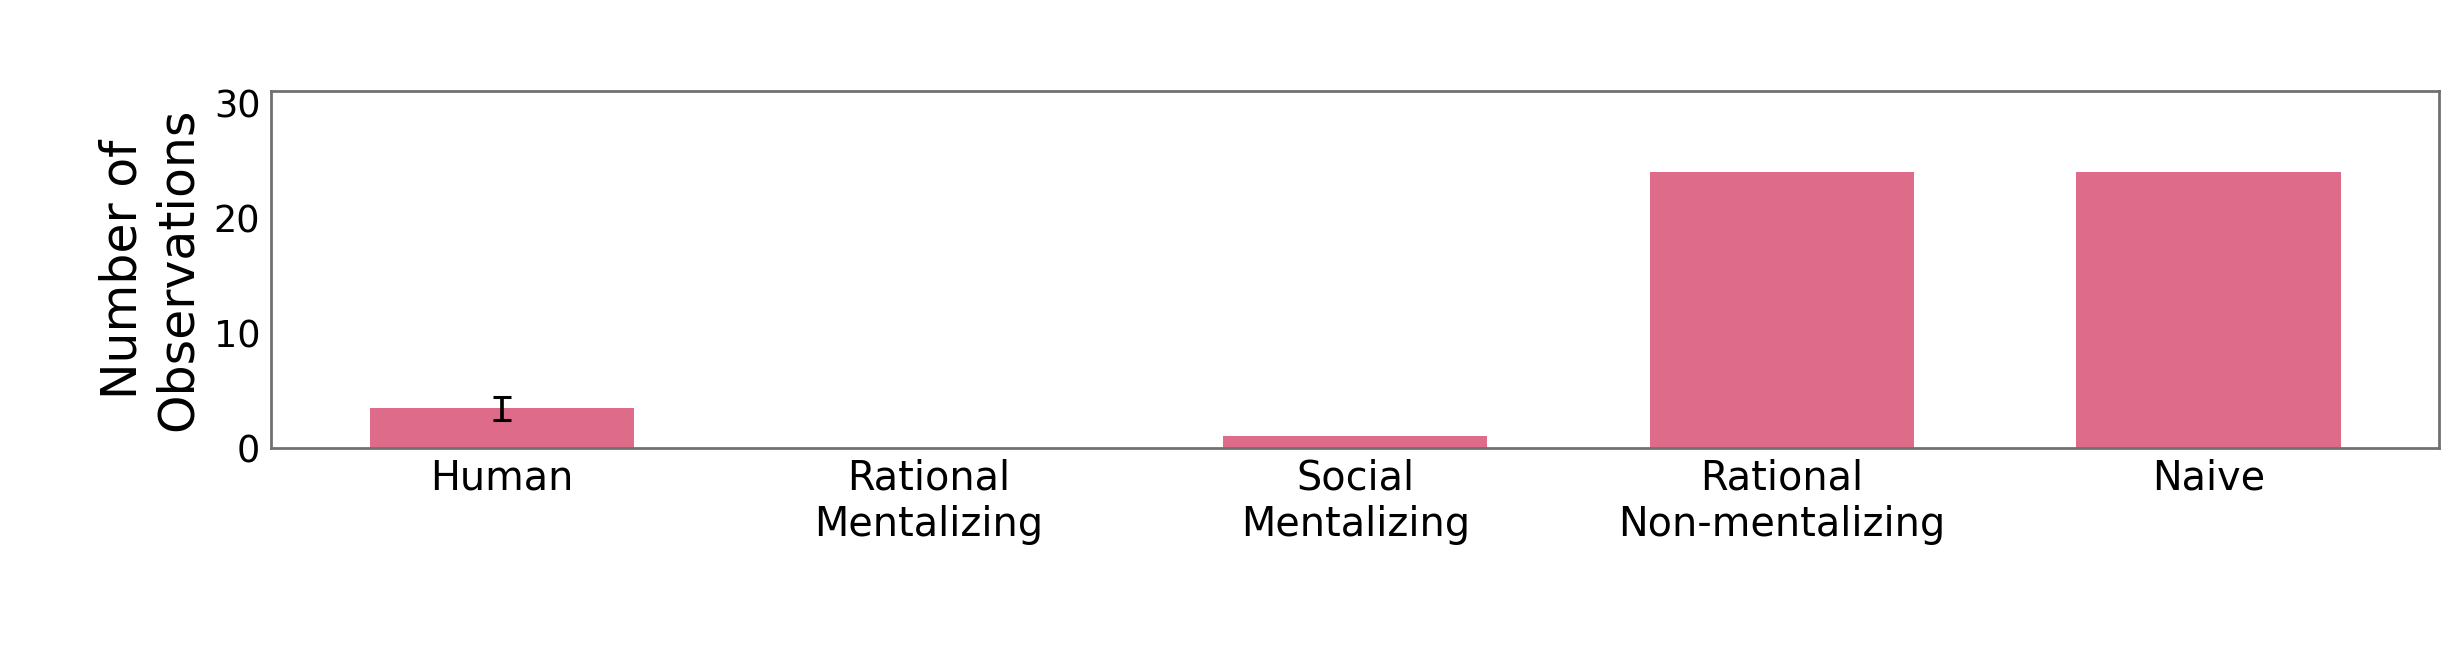 Number of
Observations
30
20
10
0
Human
Rational
Mentalizing
Social
Mentalizing
Rational
Non-mentalizing
Naive